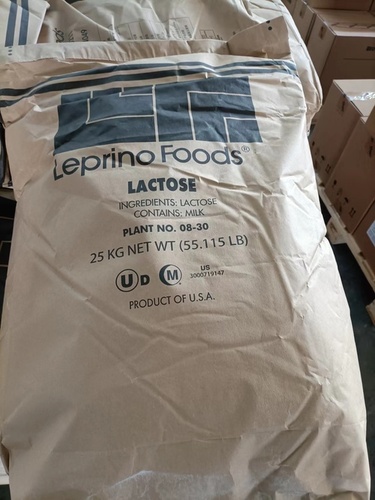 Leprino Foods®
LACTOSE
INGREDIENTS: LACTOSE
CONTAINS: MILK
PLANT NO. 08-30
25 KG NET WT (55.115 LB)
U D M US
3000719147
PRODUCT OF U.S.A.